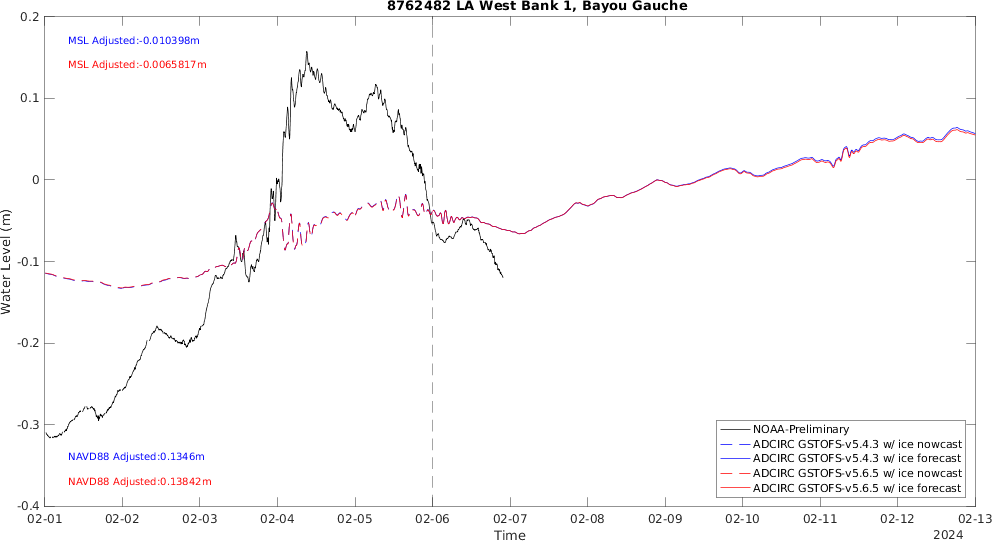 8762482 LA West Bank 1, Bayou Gauche
MSL Adjusted:-0.010398m
MSL Adjusted:-0.0065817m
NAVD88 Adjusted:0.1346m
NAVD88 Adjusted:0.13842m
Water Level (m)
0.2
0.1
0
-0.1
-0.2
-0.3
-0.4
NOAA-Preliminary
ADCIRC GSTOFS-v5.4.3 w/ ice nowcast
ADCIRC GSTOFS-v5.4.3 w/ ice forecast
ADCIRC GSTOFS-v5.6.5 w/ ice nowcast
ADCIRC GSTOFS-v5.6.5 w/ ice forecast
02-01 02-02 02-03 02-04 02-05 02-06 02-07 02-08 02-09 02-10 02-11 02-12 02-13
Time
2024